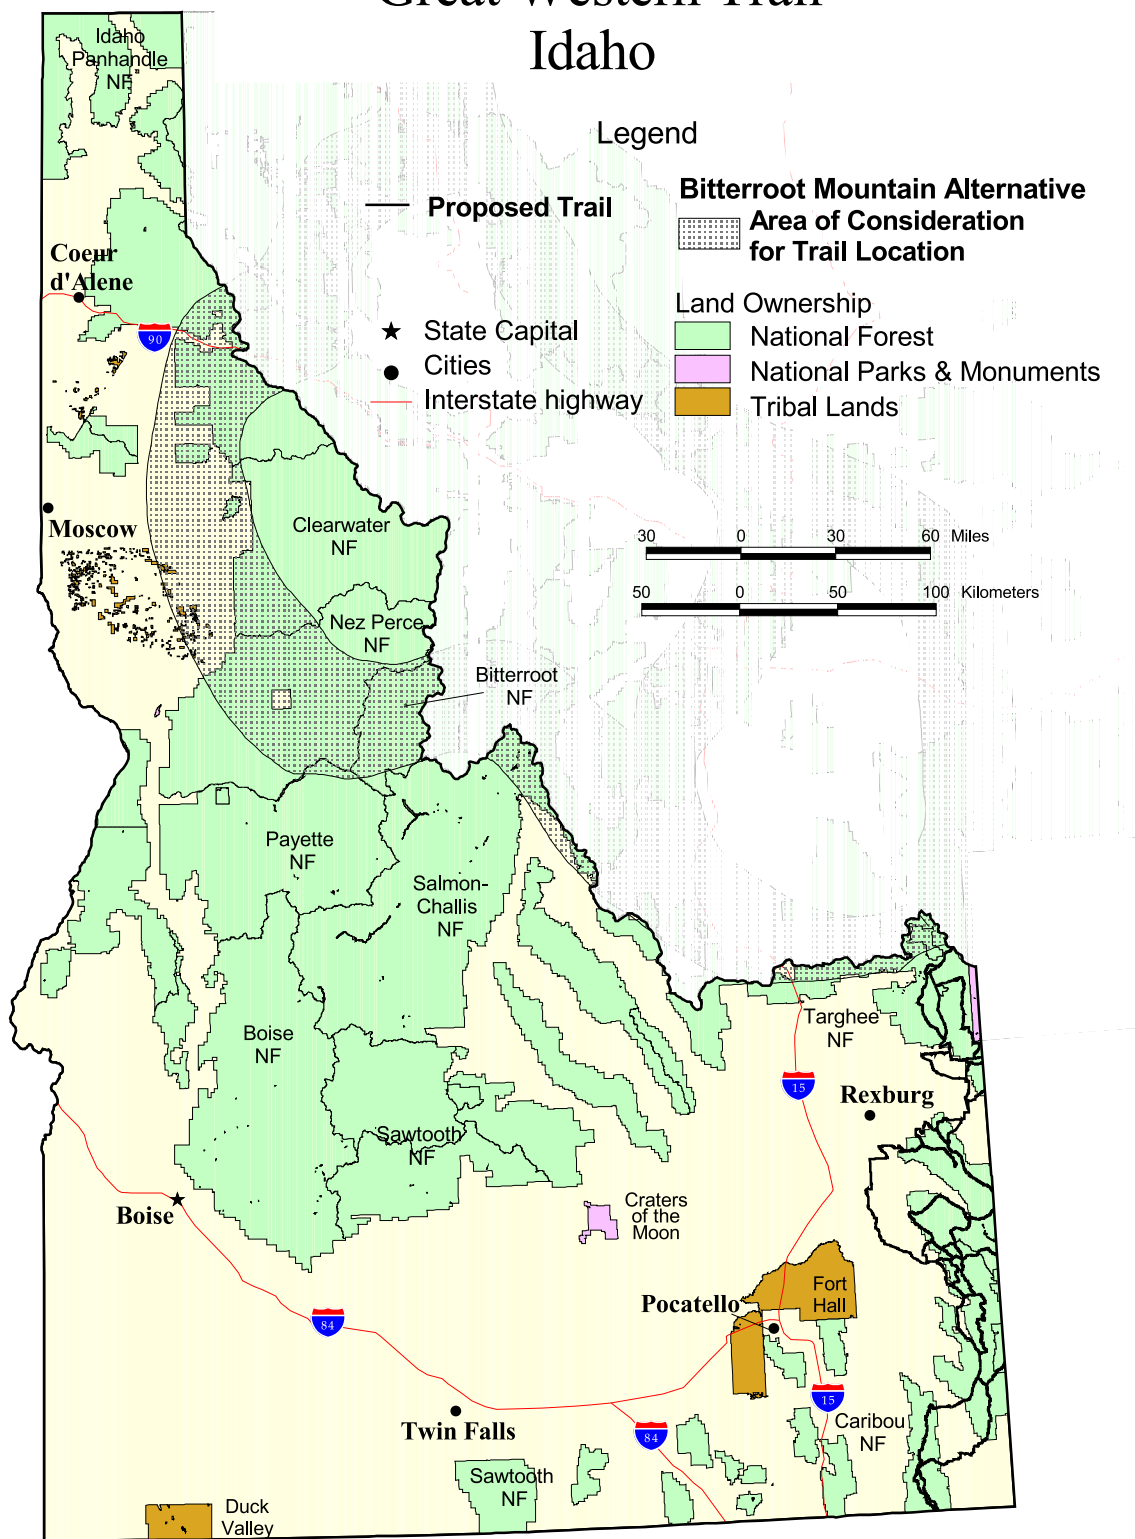 Great Western Trail
Idaho
Legend
Proposed Trail
Bitterroot Mountain Alternative
Area of Consideration
for Trail Location
State Capital
Cities
Interstate highway
Land Ownership
National Forest
National Parks & Monuments
Tribal Lands
Idaho
Panhandle
NF
Coeur
d'Alene
90
Moscow
Clearwater
NF
Nez Perce
NF
Bitterroot
NF
30 0 30 60 Miles
50 0 50 100 Kilometers
Payette
NF
Salmon-
Challis
NF
Boise
NF
Targhee
NF
15
Rexburg
Sawtooth
NF
Boise
Craters
of the
Moon
84
Fort
Hall
Pocatello
15
Twin Falls
84
Caribou
NF
Sawtooth
NF
Duck
Valley